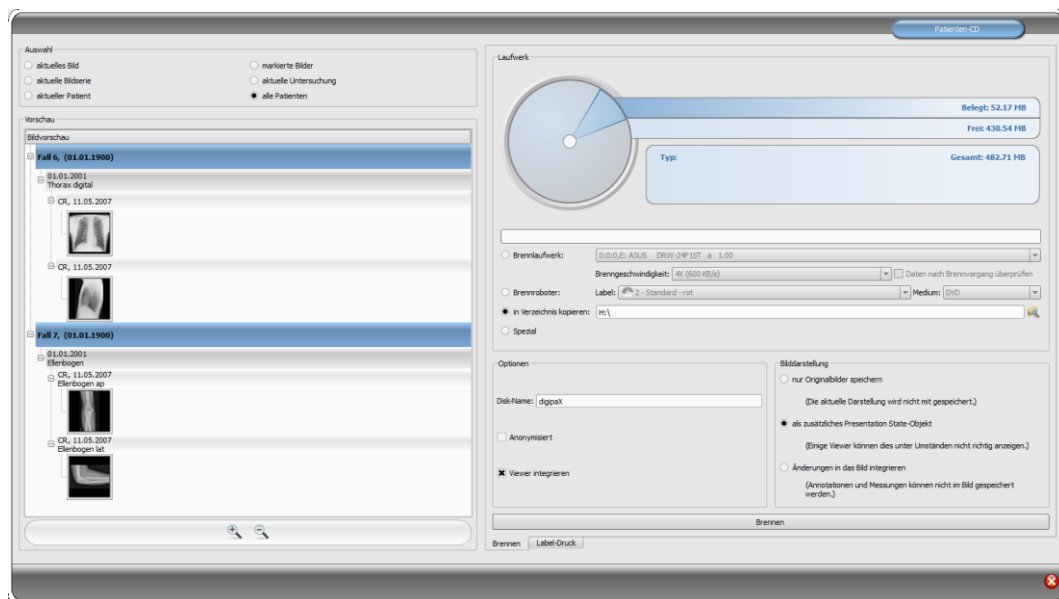 Patienten-CD
Auswahl
aktuelles Bild
markierte Bilder
aktuelle Bildserie
aktuelle Untersuchung
aktueller Patient
alle Patienten
Vorschau
Bildvorschau
Fall 6, (01.01.1900)
01.01.2001
Thorax digital
CR, 11.05.2007
CR, 11.05.2007
Fall 7, (01.01.1900)
01.01.2001
Ellenbogen
CR, 11.05.2007
Ellenbogen ap
CR, 11.05.2007
Ellenbogen lat
Laufwerk
Belegt: 52.17 MB
Frei: 430.54 MB
Typ: Gesamt: 482.71 MB
Brennlaufwerk: 0:0:0,E: ASUS DRW-24F1ST a 1.00
Brenngeschwindigkeit: 4X (600 KB/s) Daten nach Brennvorgang überprüfen
Brennroboter: Label: 2 - Standard - rot Medium: DVD
in Verzeichnis kopieren: H:\
Spezial
Optionen
Disk-Name: digipaX
Anonymisiert
Viewer integrieren
Bilddarstellung
nur Originalbilder speichern
(Die aktuelle Darstellung wird nicht mit gespeichert.)
als zusätzliches Presentation State-Objekt
(Einige Viewer können dies unter Umständen nicht richtig anzeigen.)
Änderungen in das Bild integrieren
(Annotationen und Messungen können nicht im Bild gespeichert
werden.)
Brennen
Brennen Label-Druck